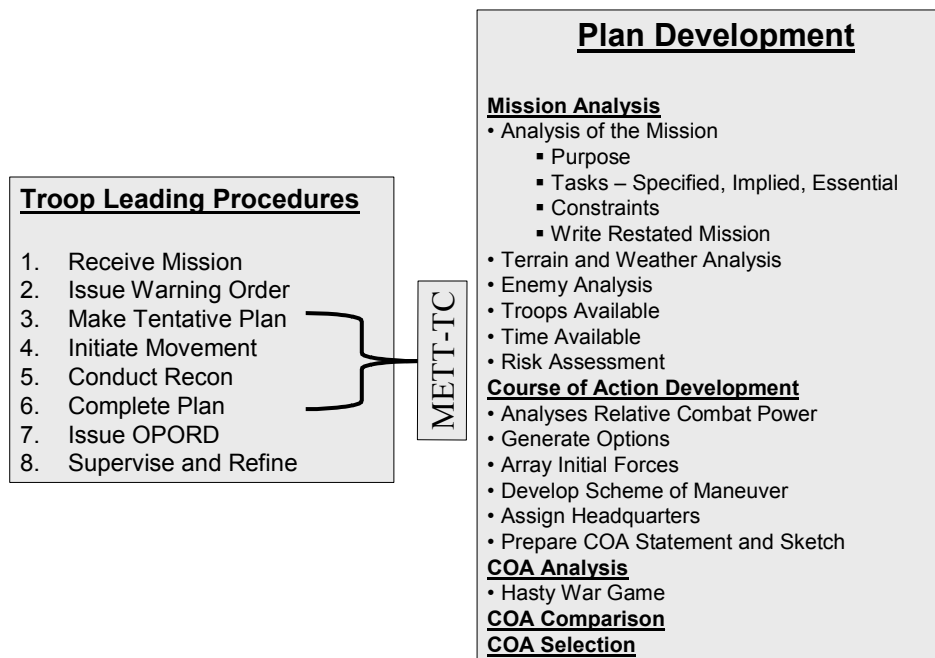 Troop Leading Procedures
1. Receive Mission
2. Issue Warning Order
3. Make Tentative Plan
4. Initiate Movement
5. Conduct Recon
6. Complete Plan
7. Issue OPORD
8. Supervise and Refine
METT-TC
Plan Development
Mission Analysis
• Analysis of the Mission
▪ Purpose
▪ Tasks – Specified, Implied, Essential
▪ Constraints
▪ Write Restated Mission
• Terrain and Weather Analysis
• Enemy Analysis
• Troops Available
• Time Available
• Risk Assessment
Course of Action Development
• Analyses Relative Combat Power
• Generate Options
• Array Initial Forces
• Develop Scheme of Maneuver
• Assign Headquarters
• Prepare COA Statement and Sketch
COA Analysis
• Hasty War Game
COA Comparison
COA Selection